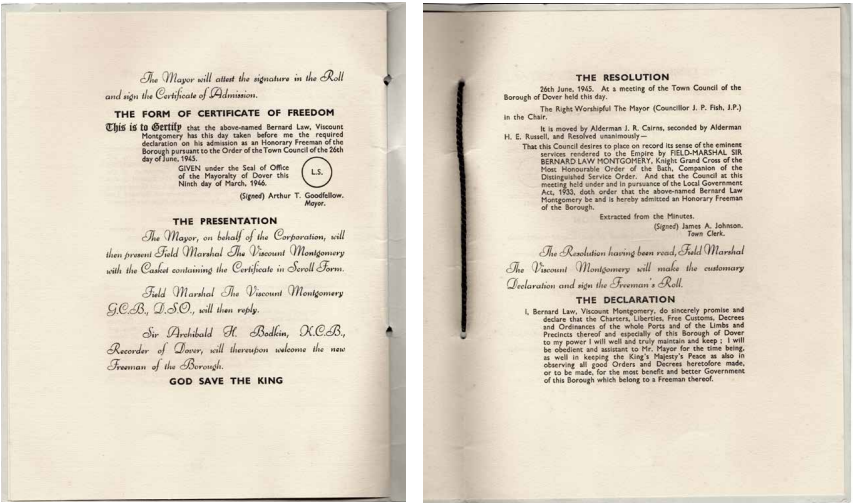 The Mayor will attest the signature in the Roll
and sign the Certificate of Admission.
THE FORM OF CERTIFICATE OF FREEDOM
This is to Certify that the above-named Bernard Law, Viscount
Montgomery has this day taken before me the required
declaration on his admission as an Honorary Freeman of the
Borough pursuant to the Order of the Town Council of the 26th
day of June, 1945.
GIVEN under the Seal of Office
of the Mayoralty of Dover this
Ninth day of March, 1946.
L.S.
(Signed) Arthur T. Goodfellow.
Mayor.
THE PRESENTATION
The Mayor, on behalf of the Corporation, will
then present Field Marshal The Viscount Montgomery
with the Casket containing the Certificate in Scroll Form.
Field Marshal The Viscount Montgomery
G.C.B., D.S.O., will then reply.
Sir Archibald H. Bodkin, K.C.B.,
Recorder of Dover, will thereupon welcome the new
Freeman of the Borough.
GOD SAVE THE KING
THE RESOLUTION
26th June, 1945. At a meeting of the Town Council of the
Borough of Dover held this day.
The Right Worshipful The Mayor (Councillor J. P. Fish, J.P.)
in the Chair.
It is moved by Alderman J. R. Cairns, seconded by Alderman
H. E. Russell, and Resolved unanimously—
That this Council desires to place on record its sense of the eminent
services rendered to the Empire by FIELD-MARSHAL SIR
BERNARD LAW MONTGOMERY, Knight Grand Cross of the
Most Honourable Order of the Bath, Companion of the
Distinguished Service Order. And that the Council at this
meeting held under and in pursuance of the Local Government
Act, 1933, doth order that the above-named Bernard Law
Montgomery be and is hereby admitted an Honorary Freeman
of the Borough.
Extracted from the Minutes.
(Signed) James A. Johnson.
Town Clerk.
The Resolution having been read, Field Marshal
The Viscount Montgomery will make the customary
Declaration and sign the Freeman's Roll.
THE DECLARATION
I, Bernard Law, Viscount Montgomery, do sincerely promise and
declare that the Charters, Liberties, Free Customs, Decrees
and Ordinances of the whole Ports and of the Limbs and
Precincts thereof and especially of this Borough of Dover
to my power I will well and truly maintain and keep ; I will
be obedient and assistant to Mr. Mayor for the time being,
as well in keeping the King's Majesty's Peace as also in
observing all good Orders and Decrees heretofore made,
or to be made, for the most benefit and better Government
of this Borough which belong to a Freeman thereof.